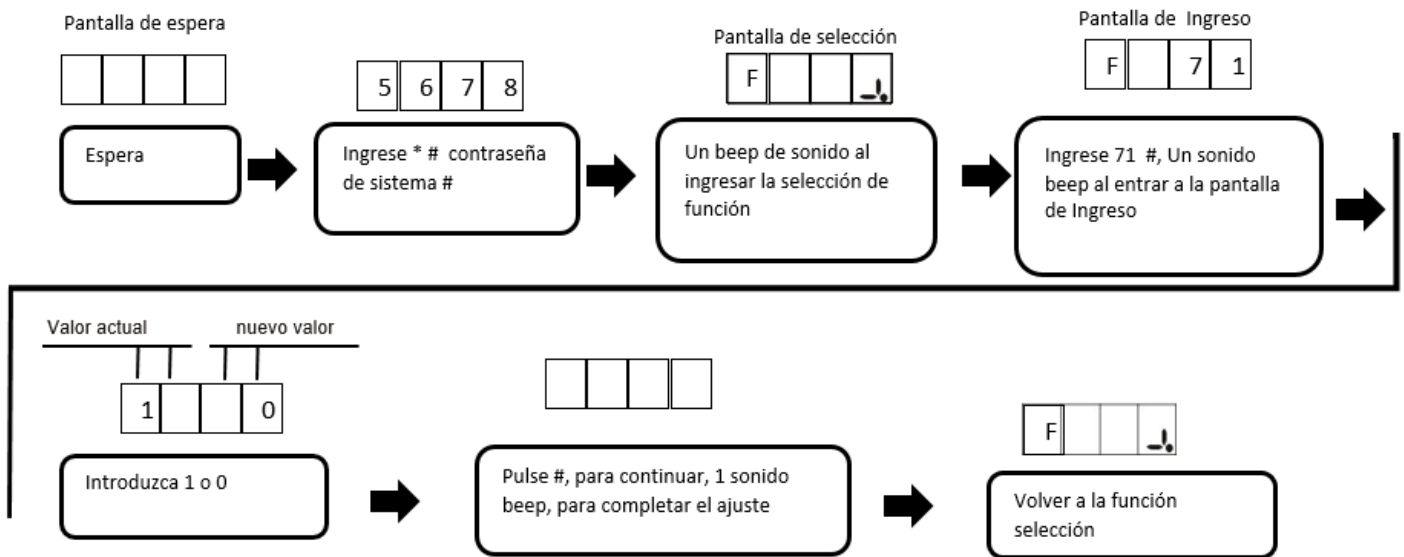 Pantalla de espera
Espera
5 6 7 8
Ingrese * # contraseña
de sistema #
Pantalla de selección
F
Un beep de sonido al
ingresar la selección de
función
Pantalla de Ingreso
F 7 1
Ingrese 71 #, Un sonido
beep al entrar a la pantalla
de Ingreso
Valor actual nuevo valor
1 0
Introduzca 1 o 0
Pulse #, para continuar, 1 sonido
beep, para completar el ajuste
F
Volver a la función
selección